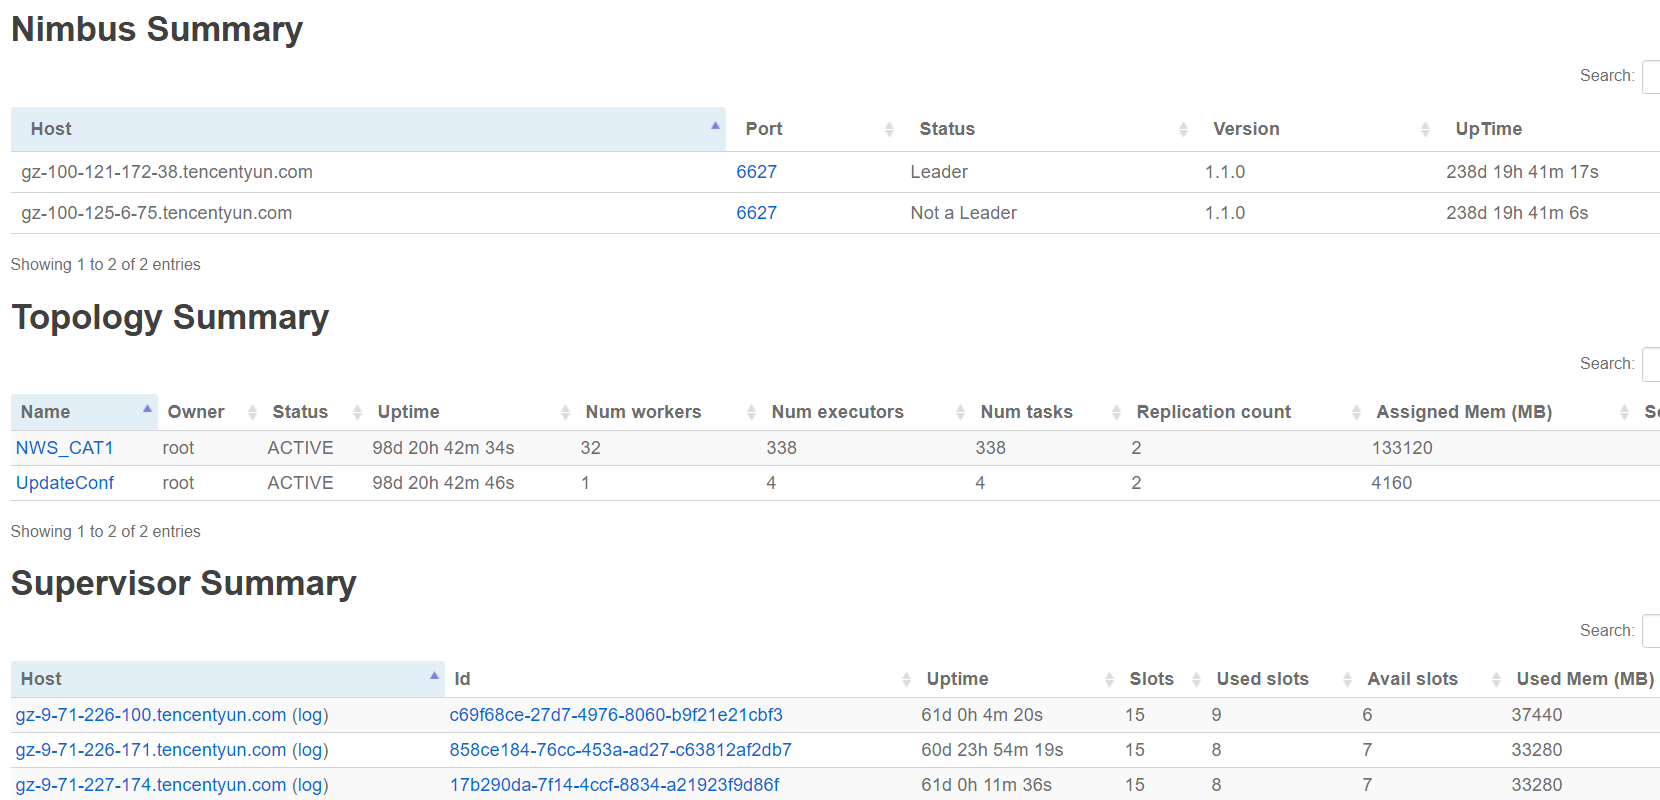 Nimbus Summary
Search:
Host Port Status Version UpTime
gz-100-121-172-38.tencentyun.com 6627 Leader 1.1.0 238d 19h 41m 17s
gz-100-125-6-75.tencentyun.com 6627 Not a Leader 1.1.0 238d 19h 41m 6s
Showing 1 to 2 of 2 entries
Topology Summary
Search:
Name Owner Status Uptime Num workers Num executors Num tasks Replication count Assigned Mem (MB)
NWS_CAT1 root ACTIVE 98d 20h 42m 34s 32 338 338 2 133120
UpdateConf root ACTIVE 98d 20h 42m 46s 1 4 4 2 4160
Showing 1 to 2 of 2 entries
Supervisor Summary
Search:
Host Id Uptime Slots Used slots Avail slots Used Mem (MB)
gz-9-71-226-100.tencentyun.com (log) c69f68ce-27d7-4976-8060-b9f21e21cbf3 61d 0h 4m 20s 15 9 6 37440
gz-9-71-226-171.tencentyun.com (log) 858ce184-76cc-453a-ad27-c63812af2db7 60d 23h 54m 19s 15 8 7 33280
gz-9-71-227-174.tencentyun.com (log) 17b290da-7f14-4ccf-8834-a21923f9d86f 61d 0h 11m 36s 15 8 7 33280